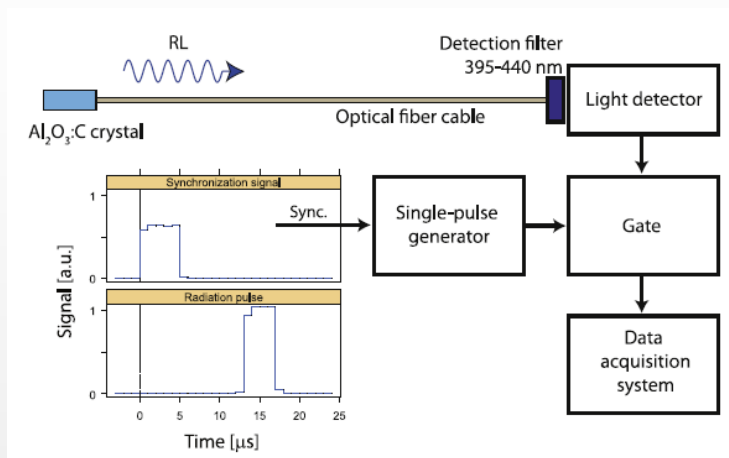 RL
Detection filter
395-440 nm
Light detector
Optical fiber cable
Al₂O₃:C crystal
Synchronization signal
1
0
Sync.
Single-pulse
generator
Gate
Radiation pulse
1
0
Signal [a.u.]
0 5 10 15 20 25
Time [μs]
Data
acquisition
system